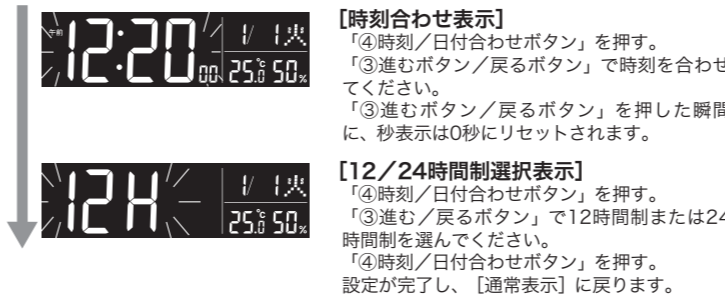 午前 12:20 00
1/ 1火
25.0℃ 50%
[時刻合わせ表示]
「④時刻／日付合わせボタン」を押す。
「③進むボタン／戻るボタン」で時刻を合わせ
てください。
「③進むボタン／戻るボタン」を押した瞬間
に、秒表示は0秒にリセットされます。
12H
1/ 1火
25.0℃ 50%
[12／24時間制選択表示]
「④時刻／日付合わせボタン」を押す。
「③進む／戻るボタン」で12時間制または24
時間制を選んでください。
「④時刻／日付合わせボタン」を押す。
設定が完了し、［通常表示］に戻ります。